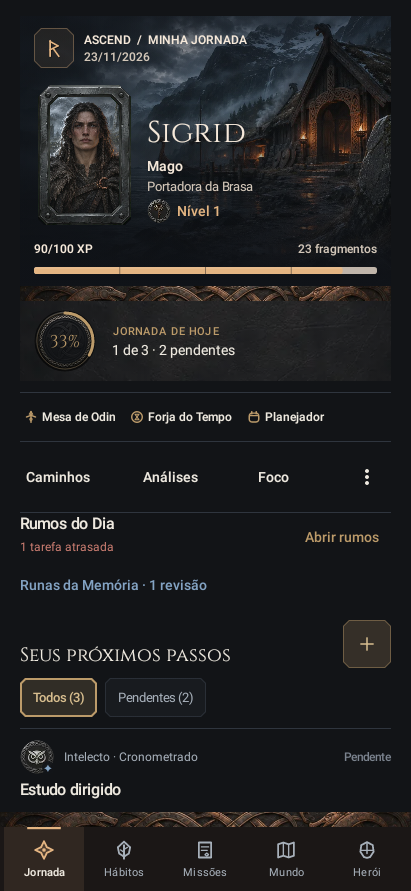 ASCEND / MINHA JORNADA
23/11/2026
Sigrid
Mago
Portadora da Brasa
Nível 1
90/100 XP
23 fragmentos
33%
JORNADA DE HOJE
1 de 3 · 2 pendentes
Mesa de Odin
Forja do Tempo
Planejador
Caminhos
Análises
Foco
Rumos do Dia
1 tarefa atrasada
Abrir rumos
Runas da Memória · 1 revisão
Seus próximos passos
Todos (3)
Pendentes (2)
Intelecto · Cronometrado
Pendente
Estudo dirigido
Jornada
Hábitos
Missões
Mundo
Herói